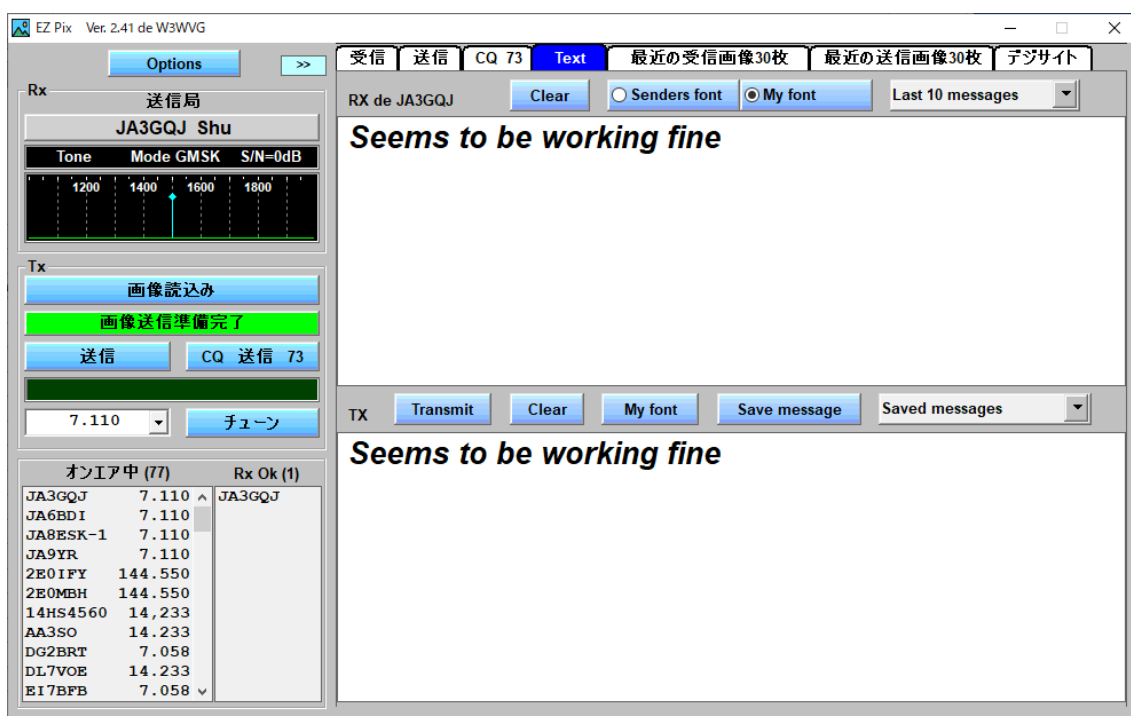 EZ Pix Ver. 2.41 de W3WVG
Options >>
Rx
送信局
JA3GQJ Shu
Tone Mode GMSK S/N=0dB
1200 1400 1600 1800
Tx
画像読込み
画像送信準備完了
送信 CQ 送信 73
7.110 チューン
オンエア中 (77) Rx Ok (1)
JA3GQJ 7.110 JA3GQJ
JA6BDI 7.110
JA8ESK-1 7.110
JA9YR 7.110
2E0IFY 144.550
2E0MBH 144.550
14HS4560 14,233
AA3SO 14.233
DG2BRT 7.058
DL7VOE 14.233
EI7BFB 7.058
受信 送信 CQ 73 Text 最近の受信画像30枚 最近の送信画像30枚 デジサイト
RX de JA3GQJ Clear Senders font My font Last 10 messages
Seems to be working fine
TX Transmit Clear My font Save message Saved messages
Seems to be working fine